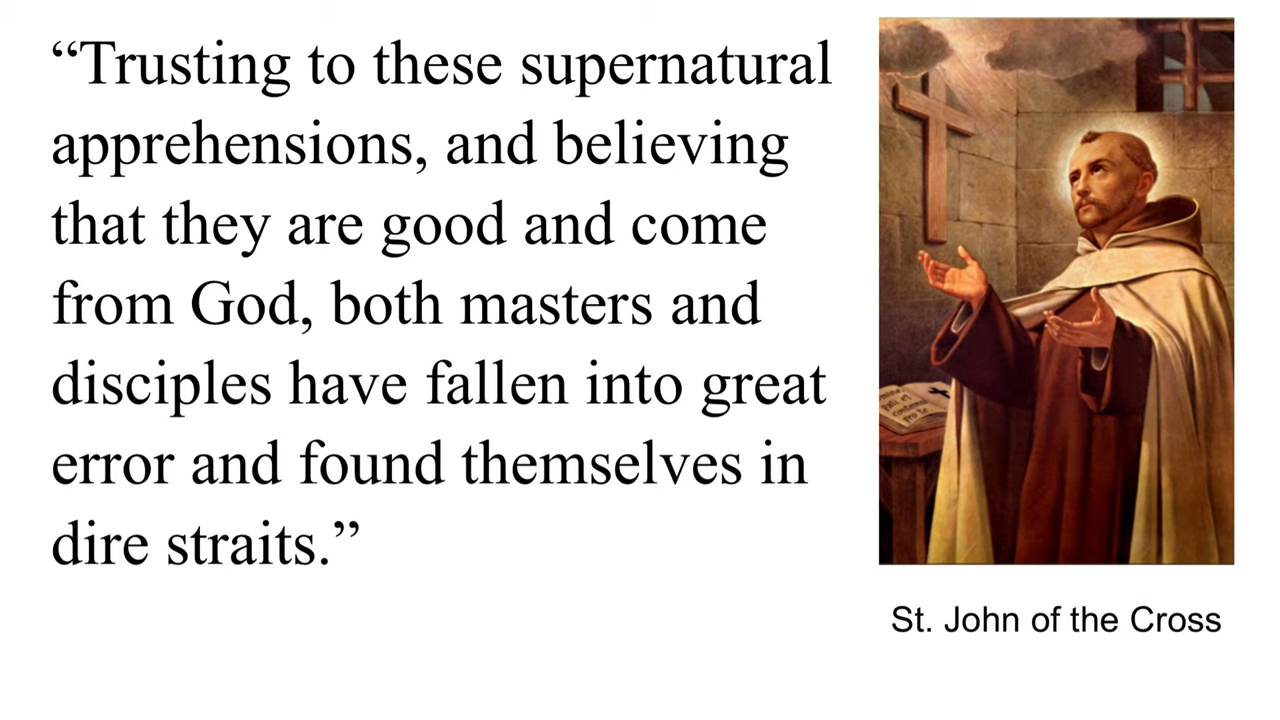 “Trusting to these supernatural
apprehensions, and believing
that they are good and come
from God, both masters and
disciples have fallen into great
error and found themselves in
dire straits.”
St. John of the Cross